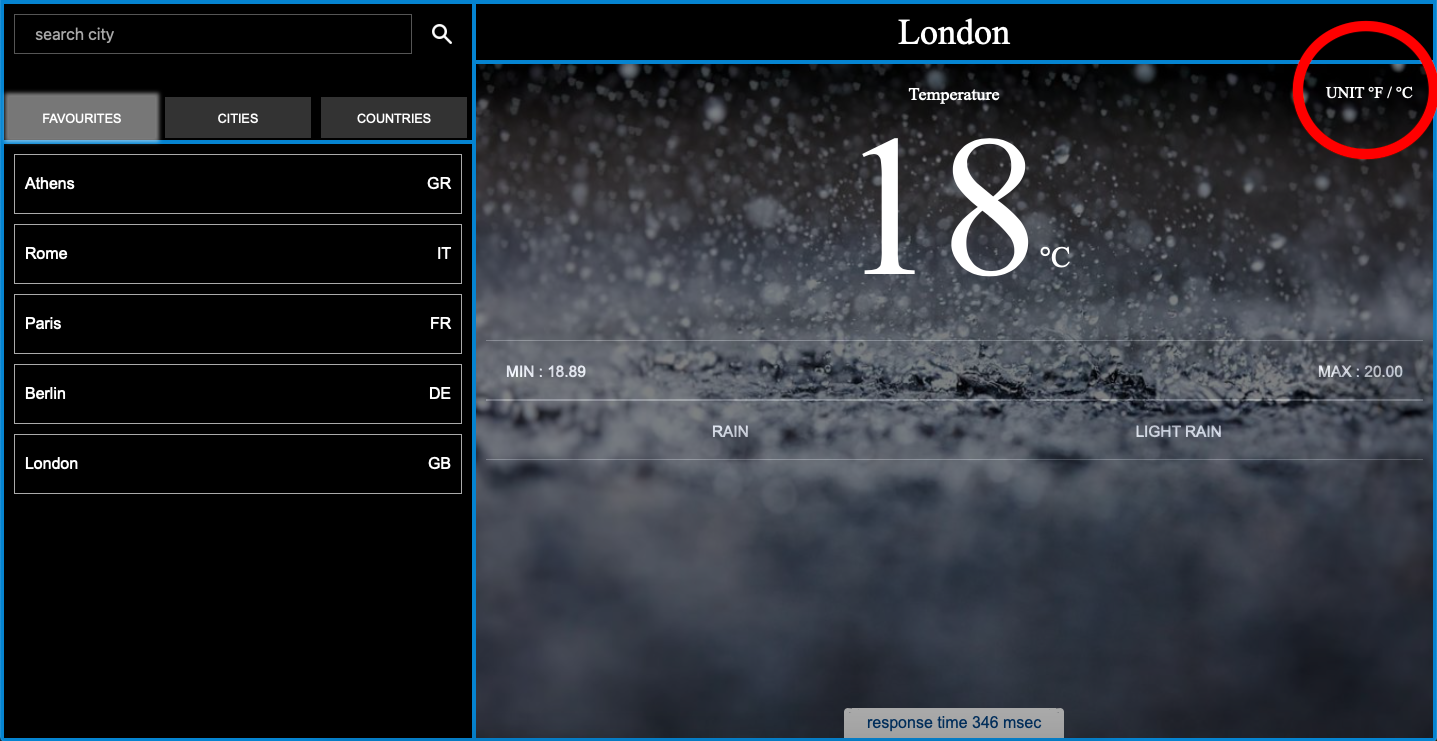 search city
FAVOURITES
CITIES
COUNTRIES
Athens GR
Rome IT
Paris FR
Berlin DE
London GB
London
UNIT °F / °C
Temperature
18 °C
MIN : 18.89 MAX : 20.00
RAIN LIGHT RAIN
response time 346 msec